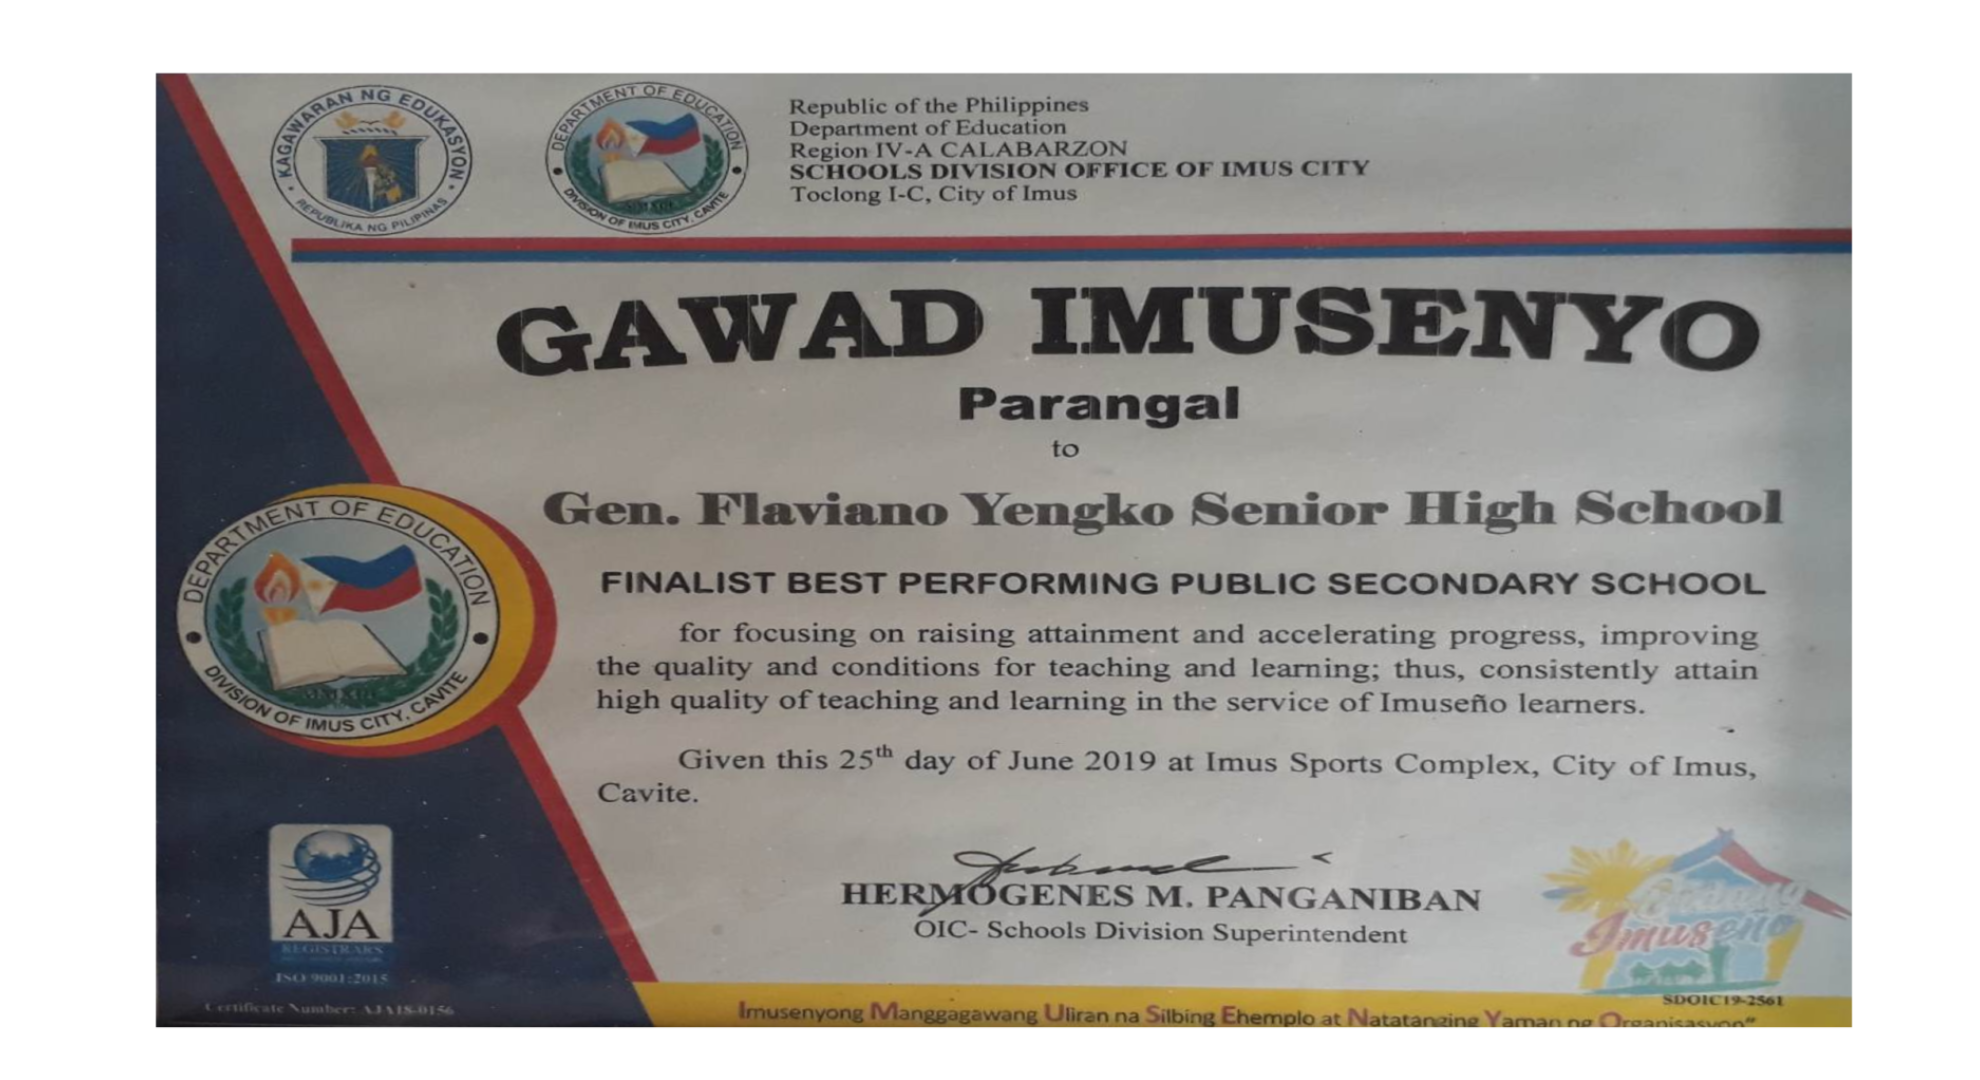 KAGAWARAN NG EDUKASYON
REPUBLIKA NG PILIPINAS
DEPARTMENT OF EDUCATION
DIVISION OF IMUS CITY, CAVITE
Republic of the Philippines
Department of Education
Region IV-A CALABARZON
SCHOOLS DIVISION OFFICE OF IMUS CITY
Toclong I-C, City of Imus
GAWAD IMUSENYO
Parangal
to
Gen. Flaviano Yengko Senior High School
FINALIST BEST PERFORMING PUBLIC SECONDARY SCHOOL
for focusing on raising attainment and accelerating progress, improving
the quality and conditions for teaching and learning; thus, consistently attain
high quality of teaching and learning in the service of Imuseño learners.
Given this 25th day of June 2019 at Imus Sports Complex, City of Imus,
Cavite.
HERMOGENES M. PANGANIBAN
OIC- Schools Division Superintendent
DEPARTMENT OF EDUCATION
DIVISION OF IMUS CITY, CAVITE
AJA
REGISTRARS
ISO 9001:2015
Certificate Number: AJA18-0156
Imuseño
SDOIC19-2561
Imusenyong Manggagawang Uliran na Silbing Ehemplo at Natatanging Yaman ng Organisasyon"